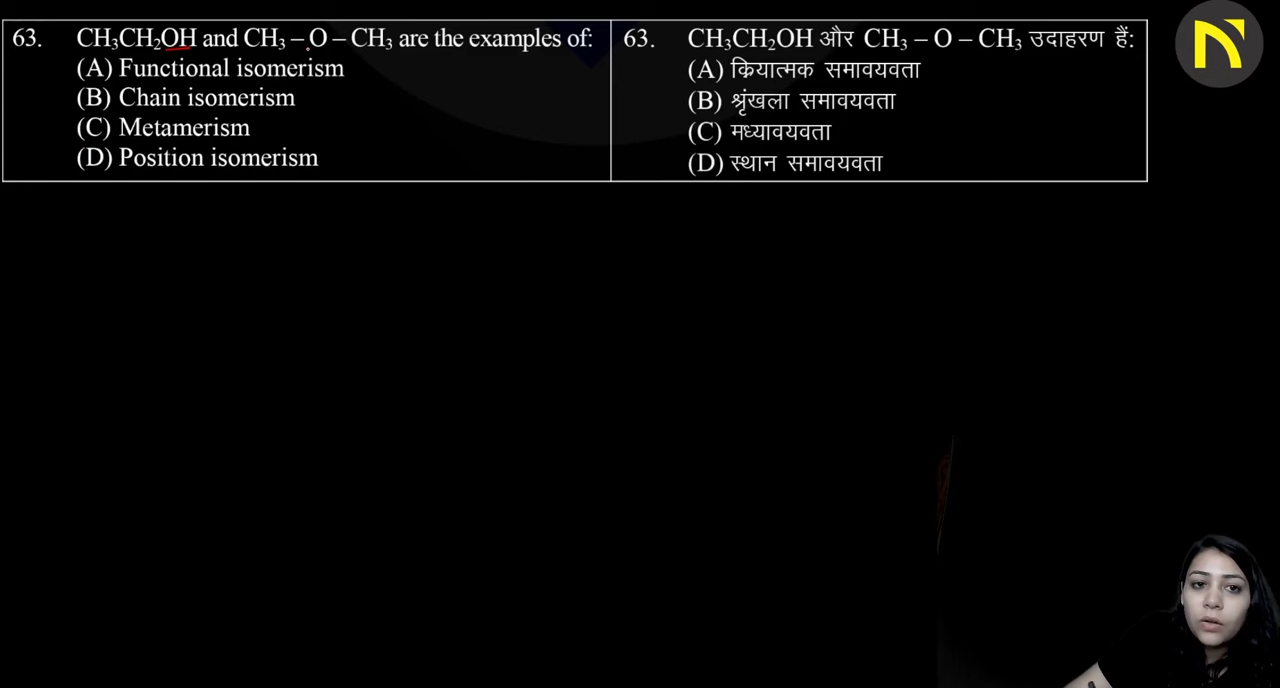 63. CH₃CH₂OH and CH₃ – O – CH₃ are the examples of:
(A) Functional isomerism
(B) Chain isomerism
(C) Metamerism
(D) Position isomerism
63. CH₃CH₂OH और CH₃ – O – CH₃ उदाहरण हैं:
(A) क्रियात्मक समावयवता
(B) श्रृंखला समावयवता
(C) मध्यावयवता
(D) स्थान समावयवता